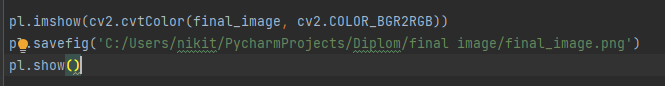 pl.imshow(cv2.cvtColor(final_image, cv2.COLOR_BGR2RGB))
pl.savefig('C:/Users/nikit/PycharmProjects/Diplom/final image/final_image.png')
pl.show()